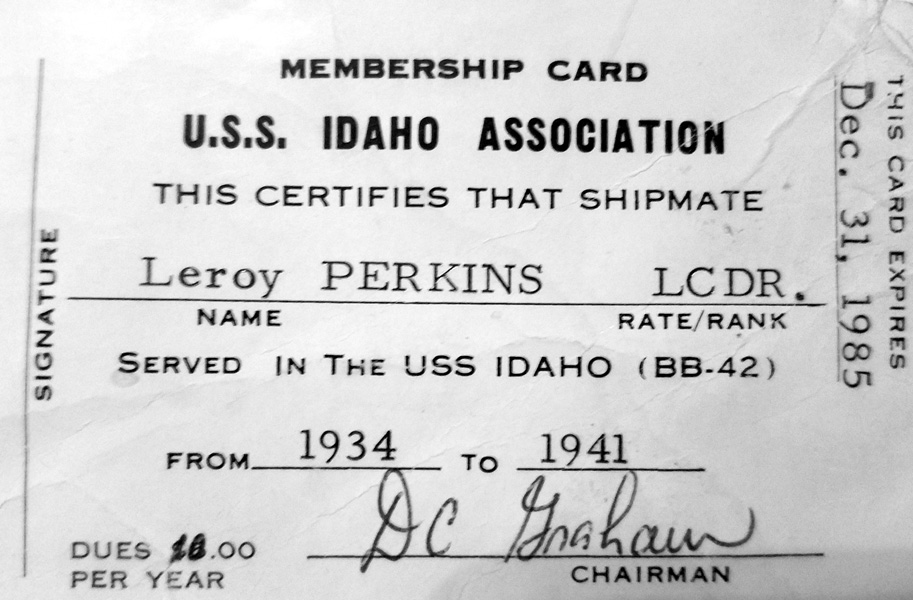 MEMBERSHIP CARD
U.S.S. IDAHO ASSOCIATION
THIS CERTIFIES THAT SHIPMATE
Leroy PERKINS LCDR.
NAME RATE/RANK
SERVED IN THE USS IDAHO (BB-42)
FROM 1934 TO 1941
DC Graham
DUES .00
PER YEAR
CHAIRMAN
SIGNATURE
THIS CARD EXPIRES
Dec. 31, 1985